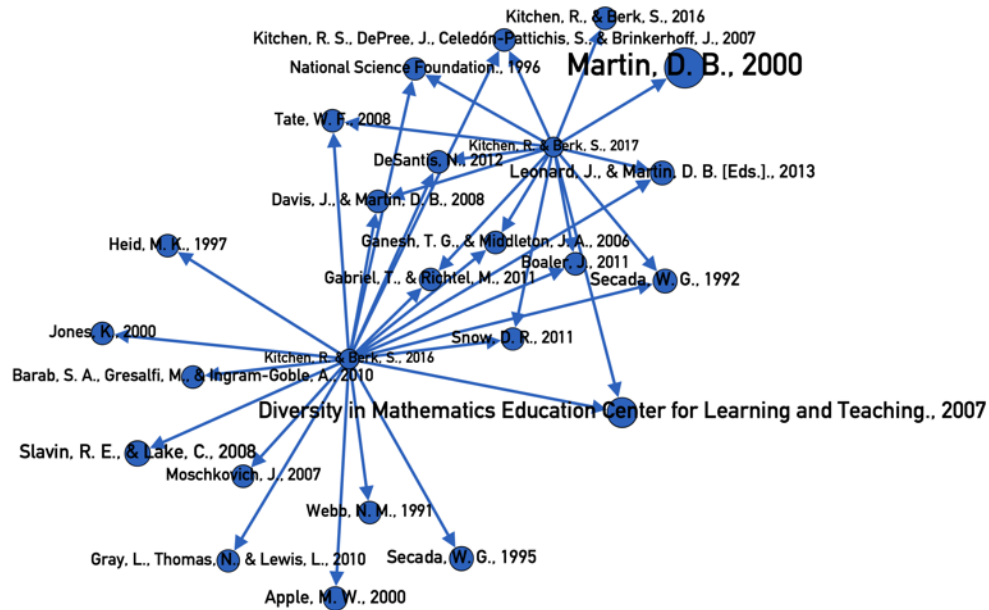 Kitchen, R., & Berk, S., 2016
Kitchen, R. S., DePree, J., Celedón-Pattichis, S., & Brinkerhoff, J., 2007
National Science Foundation., 1996
Martin, D. B., 2000
Tate, W. F., 2008
Kitchen, R. & Berk, S., 2017
DeSantis, N., 2012
Leonard, J., & Martin, D. B. [Eds.]., 2013
Davis, J., & Martin, D. B., 2008
Heid, M. K., 1997
Ganesh, T. G., & Middleton, J. A., 2006
Boaler, J., 2011
Gabriel, T., & Richtel, M., 2011
Secada, W. G., 1992
Jones, K., 2000
Snow, D. R., 2011
Kitchen, R. & Berk, S., 2016
Barab, S. A., Gresalfi, M., & Ingram-Goble, A., 2010
Diversity in Mathematics Education Center for Learning and Teaching., 2007
Slavin, R. E., & Lake, C., 2008
Moschkovich, J., 2007
Webb, N. M., 1991
Gray, L., Thomas, N. & Lewis, L., 2010
Secada, W. G., 1995
Apple, M. W., 2000